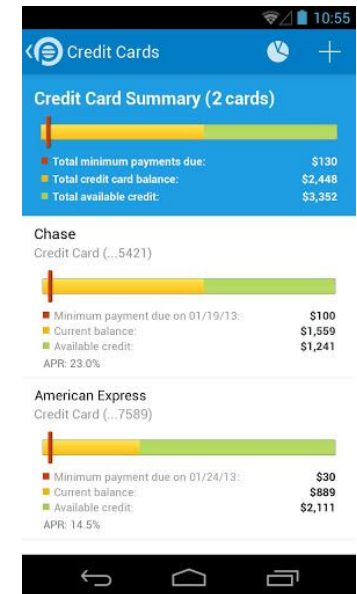 10:55
Credit Cards
Credit Card Summary (2 cards)
Total minimum payments due: $130
Total credit card balance: $2,448
Total available credit: $3,352
Chase
Credit Card (...5421)
Minimum payment due on 01/19/13: $100
Current balance: $1,559
Available credit: $1,241
APR: 23.0%
American Express
Credit Card (...7589)
Minimum payment due on 01/24/13: $30
Current balance: $889
Available credit: $2,111
APR: 14.5%